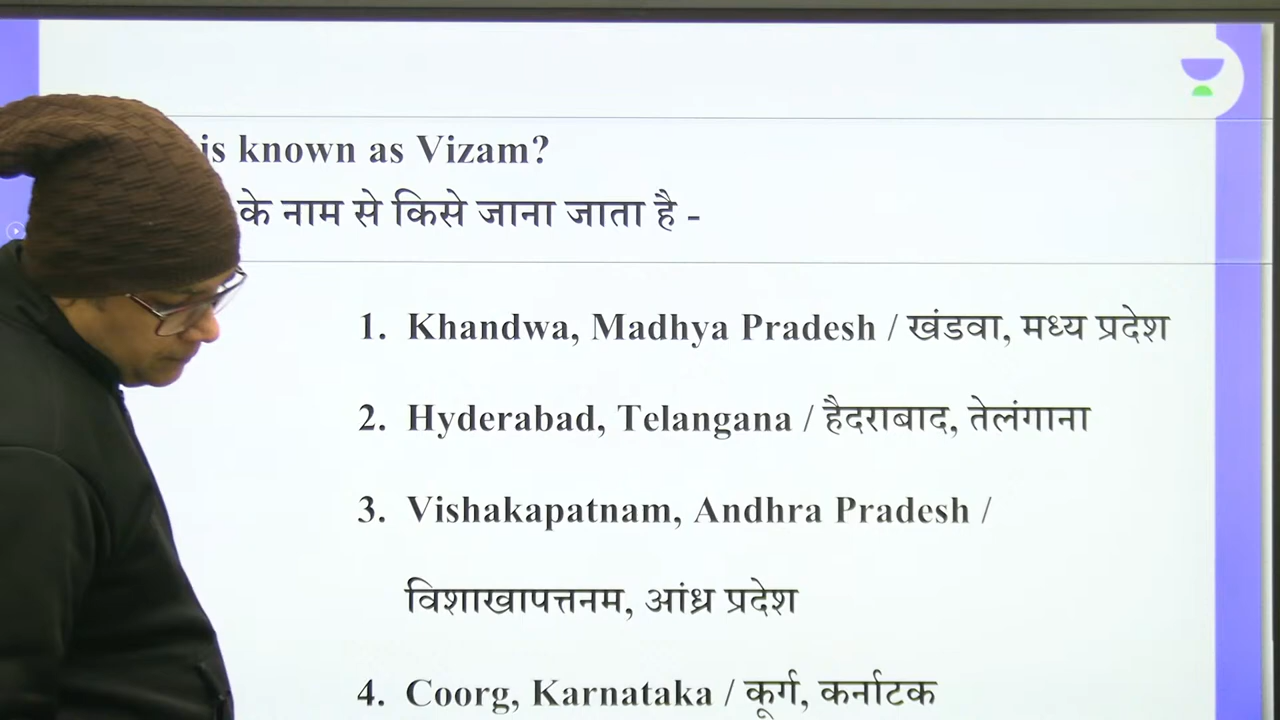 is known as Vizam?
के नाम से किसे जाना जाता है -
1. Khandwa, Madhya Pradesh / खंडवा, मध्य प्रदेश
2. Hyderabad, Telangana / हैदराबाद, तेलंगाना
3. Vishakapatnam, Andhra Pradesh /
विशाखापत्तनम, आंध्र प्रदेश
4. Coorg, Karnataka / कूर्ग, कर्नाटक